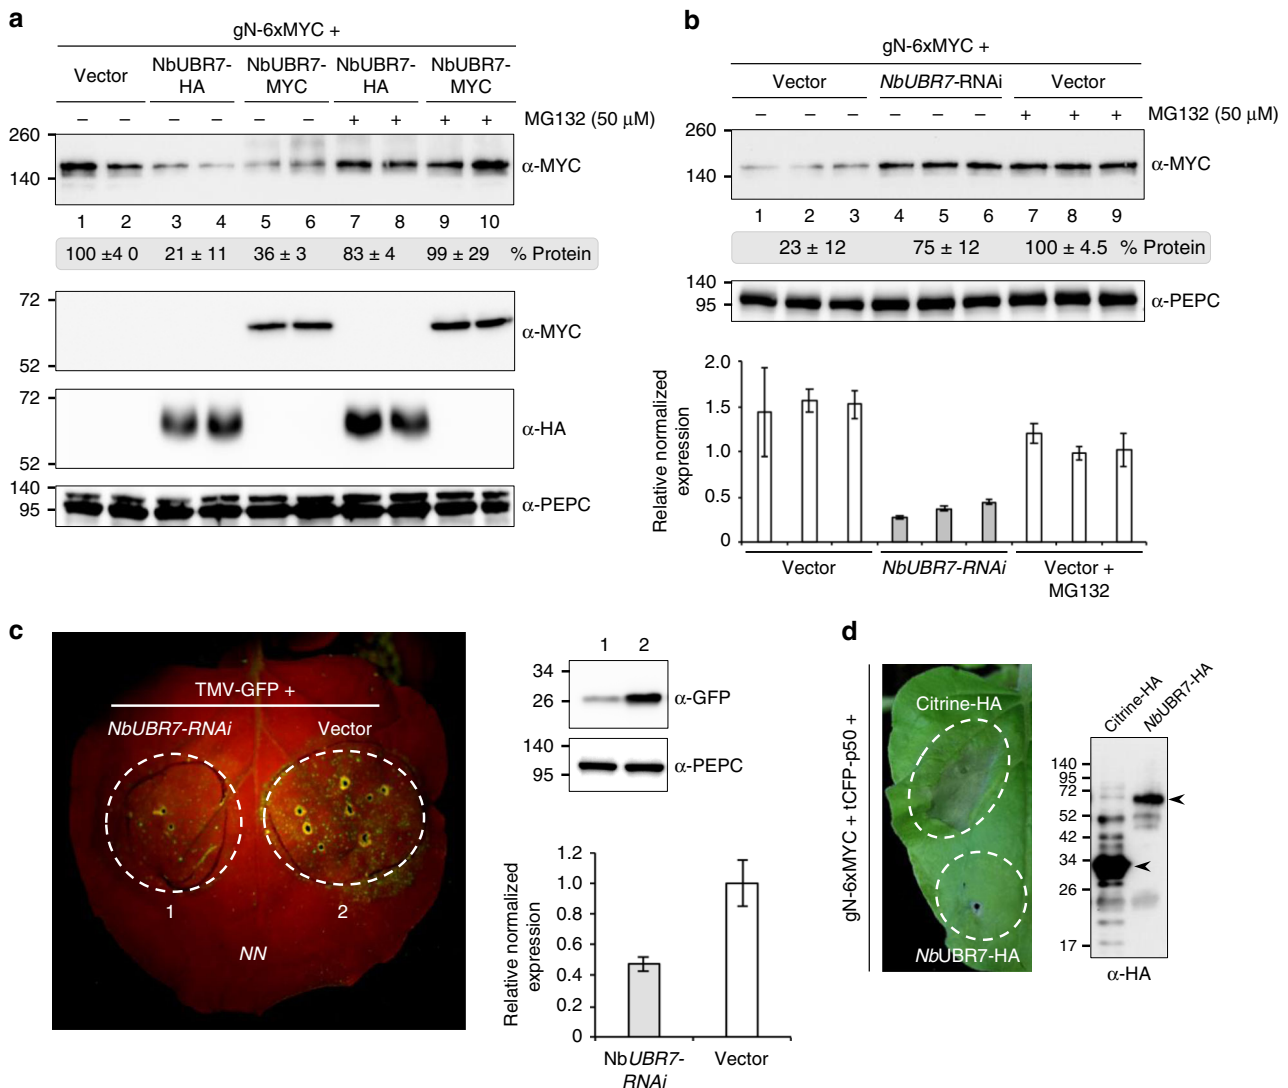 a
gN-6xMYC +
Vector NbUBR7-HA NbUBR7-MYC NbUBR7-HA NbUBR7-MYC
– – – – – – + + + + MG132 (50 µM)
260
140
α-MYC
1 2 3 4 5 6 7 8 9 10
100 ±4 0 21 ± 11 36 ± 3 83 ± 4 99 ± 29 % Protein
72
52
α-MYC
72
52
α-HA
140
95
α-PEPC
b
gN-6xMYC +
Vector NbUBR7-RNAi Vector
– – – – – – + + + MG132 (50 µM)
260
140
α-MYC
1 2 3 4 5 6 7 8 9
23 ± 12 75 ± 12 100 ± 4.5 % Protein
140
95
α-PEPC
Relative normalized
expression
2.0
1.5
1.0
0.5
0
Vector NbUBR7-RNAi Vector +
MG132
c
TMV-GFP +
NbUBR7-RNAi Vector
1 2
NN
1 2
34
26
α-GFP
140
95
α-PEPC
Relative normalized
expression
1.2
1.0
0.8
0.6
0.4
0.2
0
NbUBR7-
RNAi
Vector
d
gN-6xMYC + tCFP-p50 +
Citrine-HA
NbUBR7-HA
Citrine-HA
NbUBR7-HA
140
95
72
52
42
34
26
17
α-HA